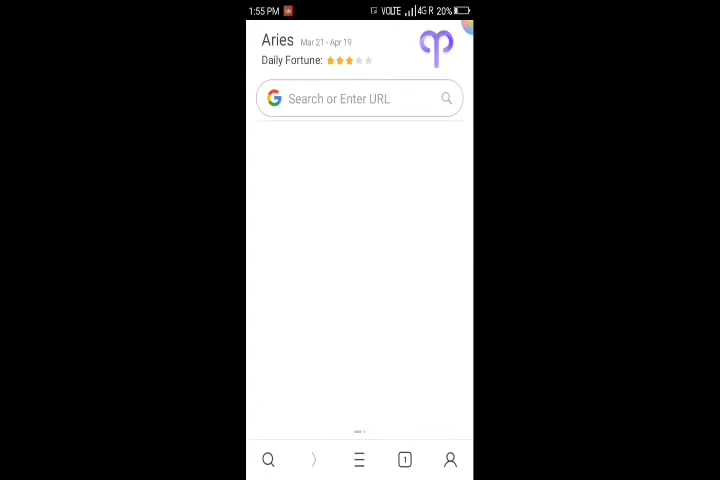 1:55 PM VOLTE 4G R 20%
Aries Mar 21 - Apr 19
Daily Fortune:
Search or Enter URL
1